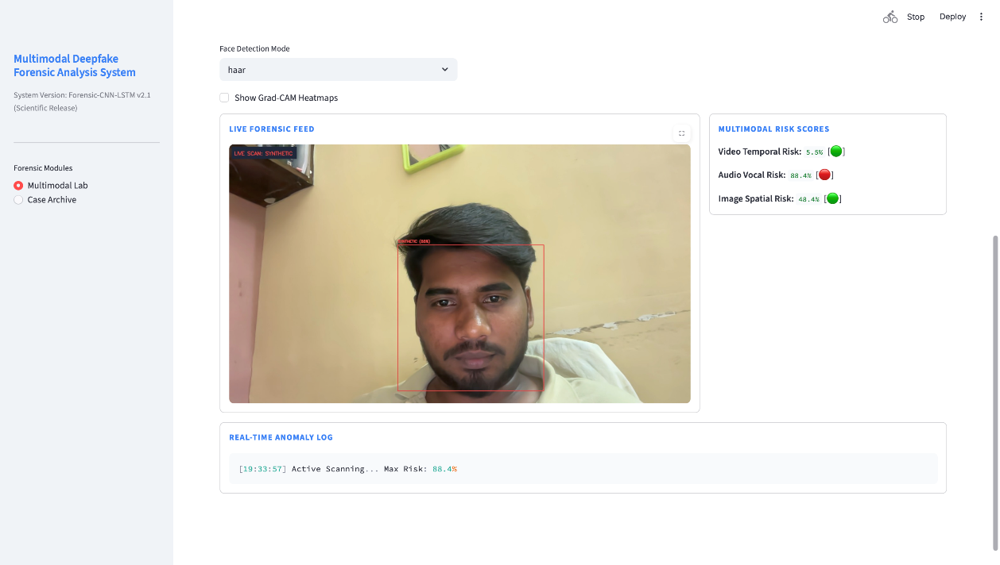 Stop
Deploy
Multimodal Deepfake
Forensic Analysis System
System Version: Forensic-CNN-LSTM v2.1
(Scientific Release)
Forensic Modules
Multimodal Lab
Case Archive
Face Detection Mode
haar
Show Grad-CAM Heatmaps
LIVE FORENSIC FEED
LIVE SCAN: SYNTHETIC
MULTIMODAL RISK SCORES
Video Temporal Risk: 5.5% []
Audio Vocal Risk: 88.4% []
Image Spatial Risk: 48.4% []
REAL-TIME ANOMALY LOG
[19:33:57] Active Scanning... Max Risk: 88.4%